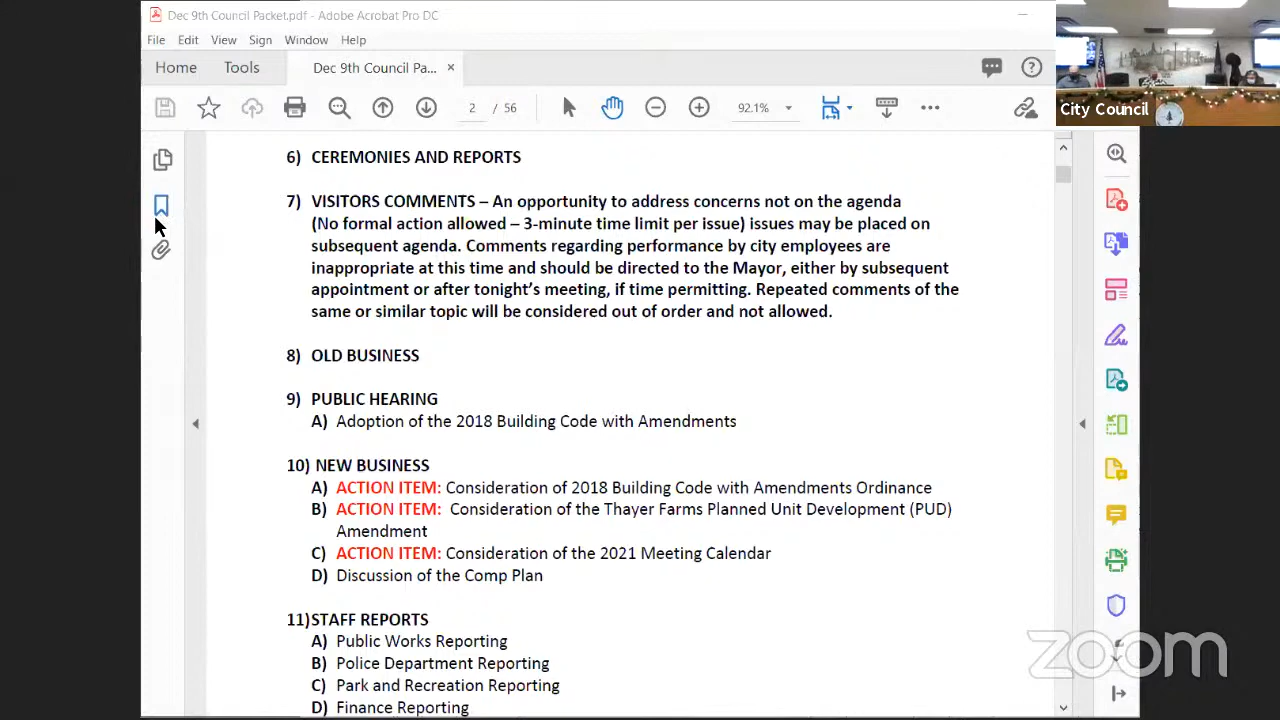 Dec 9th Council Packet.pdf - Adobe Acrobat Pro DC
File Edit View Sign Window Help
Home Tools Dec 9th Council Pa... ×
2 / 56 92.1%
City Council
6) CEREMONIES AND REPORTS
7) VISITORS COMMENTS – An opportunity to address concerns not on the agenda
(No formal action allowed – 3-minute time limit per issue) issues may be placed on
subsequent agenda. Comments regarding performance by city employees are
inappropriate at this time and should be directed to the Mayor, either by subsequent
appointment or after tonight's meeting, if time permitting. Repeated comments of the
same or similar topic will be considered out of order and not allowed.
8) OLD BUSINESS
9) PUBLIC HEARING
A) Adoption of the 2018 Building Code with Amendments
10) NEW BUSINESS
A) ACTION ITEM: Consideration of 2018 Building Code with Amendments Ordinance
B) ACTION ITEM: Consideration of the Thayer Farms Planned Unit Development (PUD)
Amendment
C) ACTION ITEM: Consideration of the 2021 Meeting Calendar
D) Discussion of the Comp Plan
11)STAFF REPORTS
A) Public Works Reporting
B) Police Department Reporting
C) Park and Recreation Reporting
D) Finance Reporting
zoom